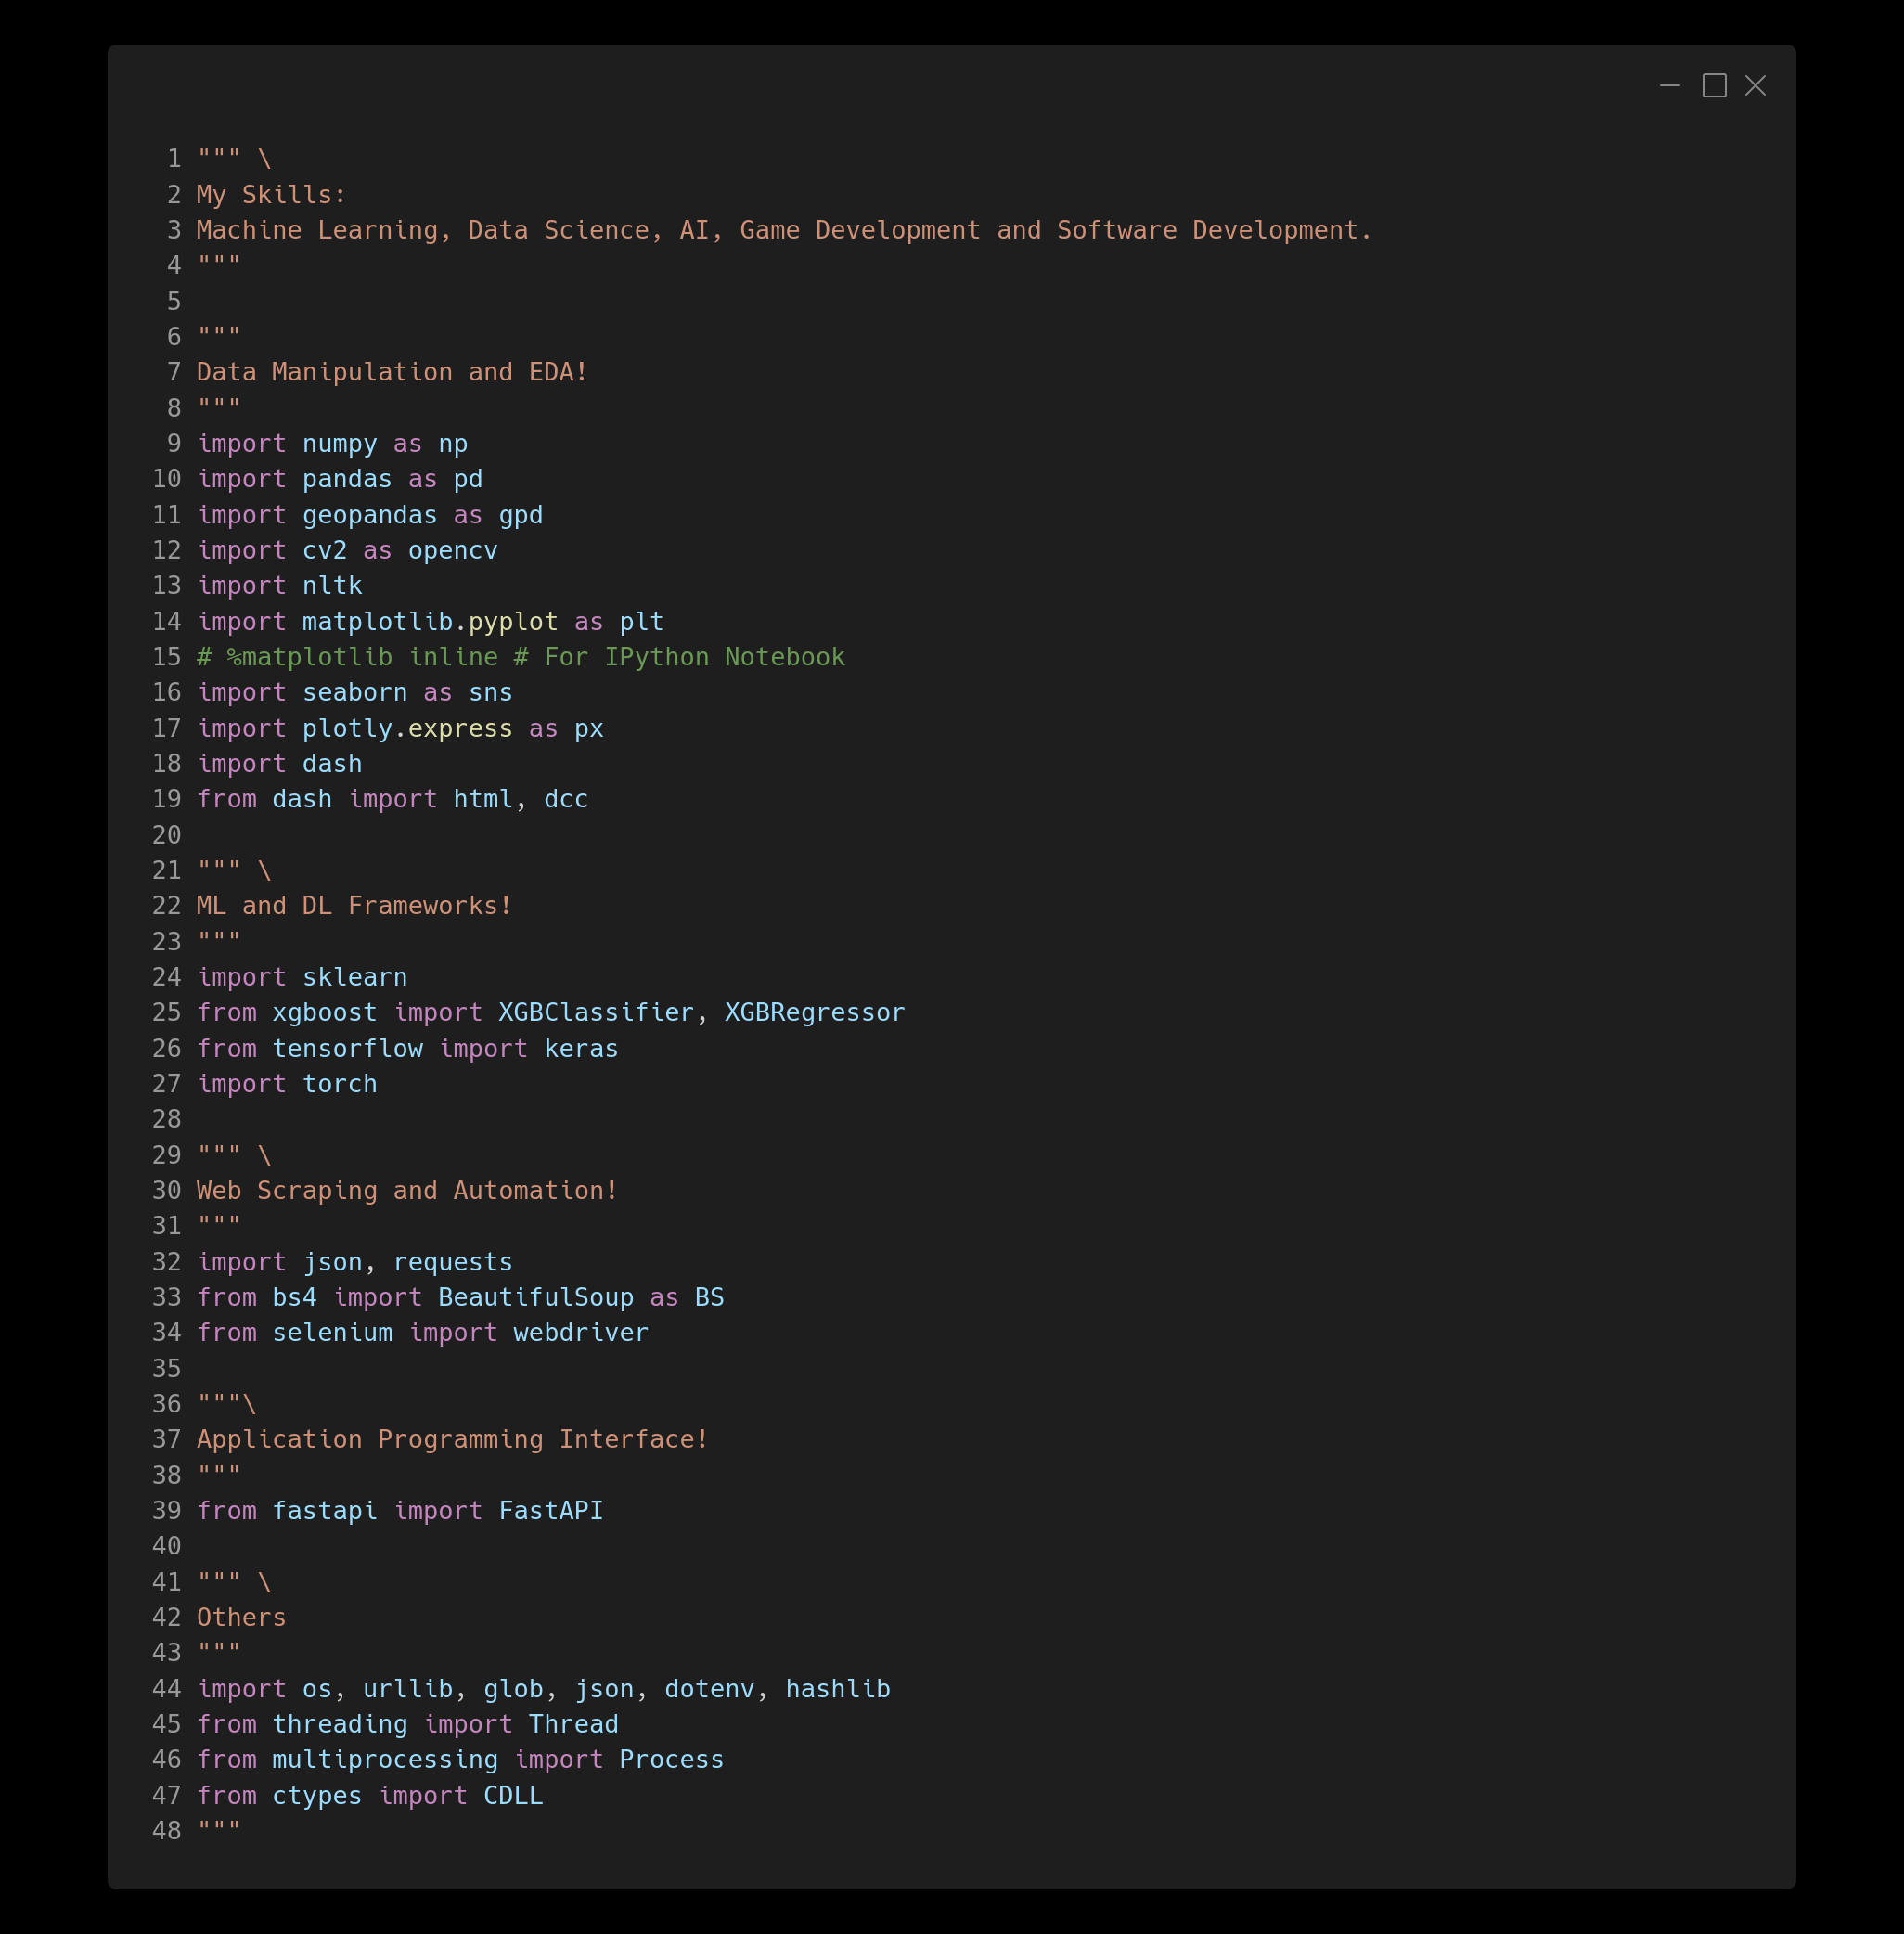 1 """ \
2 My Skills:
3 Machine Learning, Data Science, AI, Game Development and Software Development.
4 """
5
6 """
7 Data Manipulation and EDA!
8 """
9 import numpy as np
10 import pandas as pd
11 import geopandas as gpd
12 import cv2 as opencv
13 import nltk
14 import matplotlib.pyplot as plt
15 # %matplotlib inline # For IPython Notebook
16 import seaborn as sns
17 import plotly.express as px
18 import dash
19 from dash import html, dcc
20
21 """ \
22 ML and DL Frameworks!
23 """
24 import sklearn
25 from xgboost import XGBClassifier, XGBRegressor
26 from tensorflow import keras
27 import torch
28
29 """ \
30 Web Scraping and Automation!
31 """
32 import json, requests
33 from bs4 import BeautifulSoup as BS
34 from selenium import webdriver
35
36 """\
37 Application Programming Interface!
38 """
39 from fastapi import FastAPI
40
41 """ \
42 Others
43 """
44 import os, urllib, glob, json, dotenv, hashlib
45 from threading import Thread
46 from multiprocessing import Process
47 from ctypes import CDLL
48 """